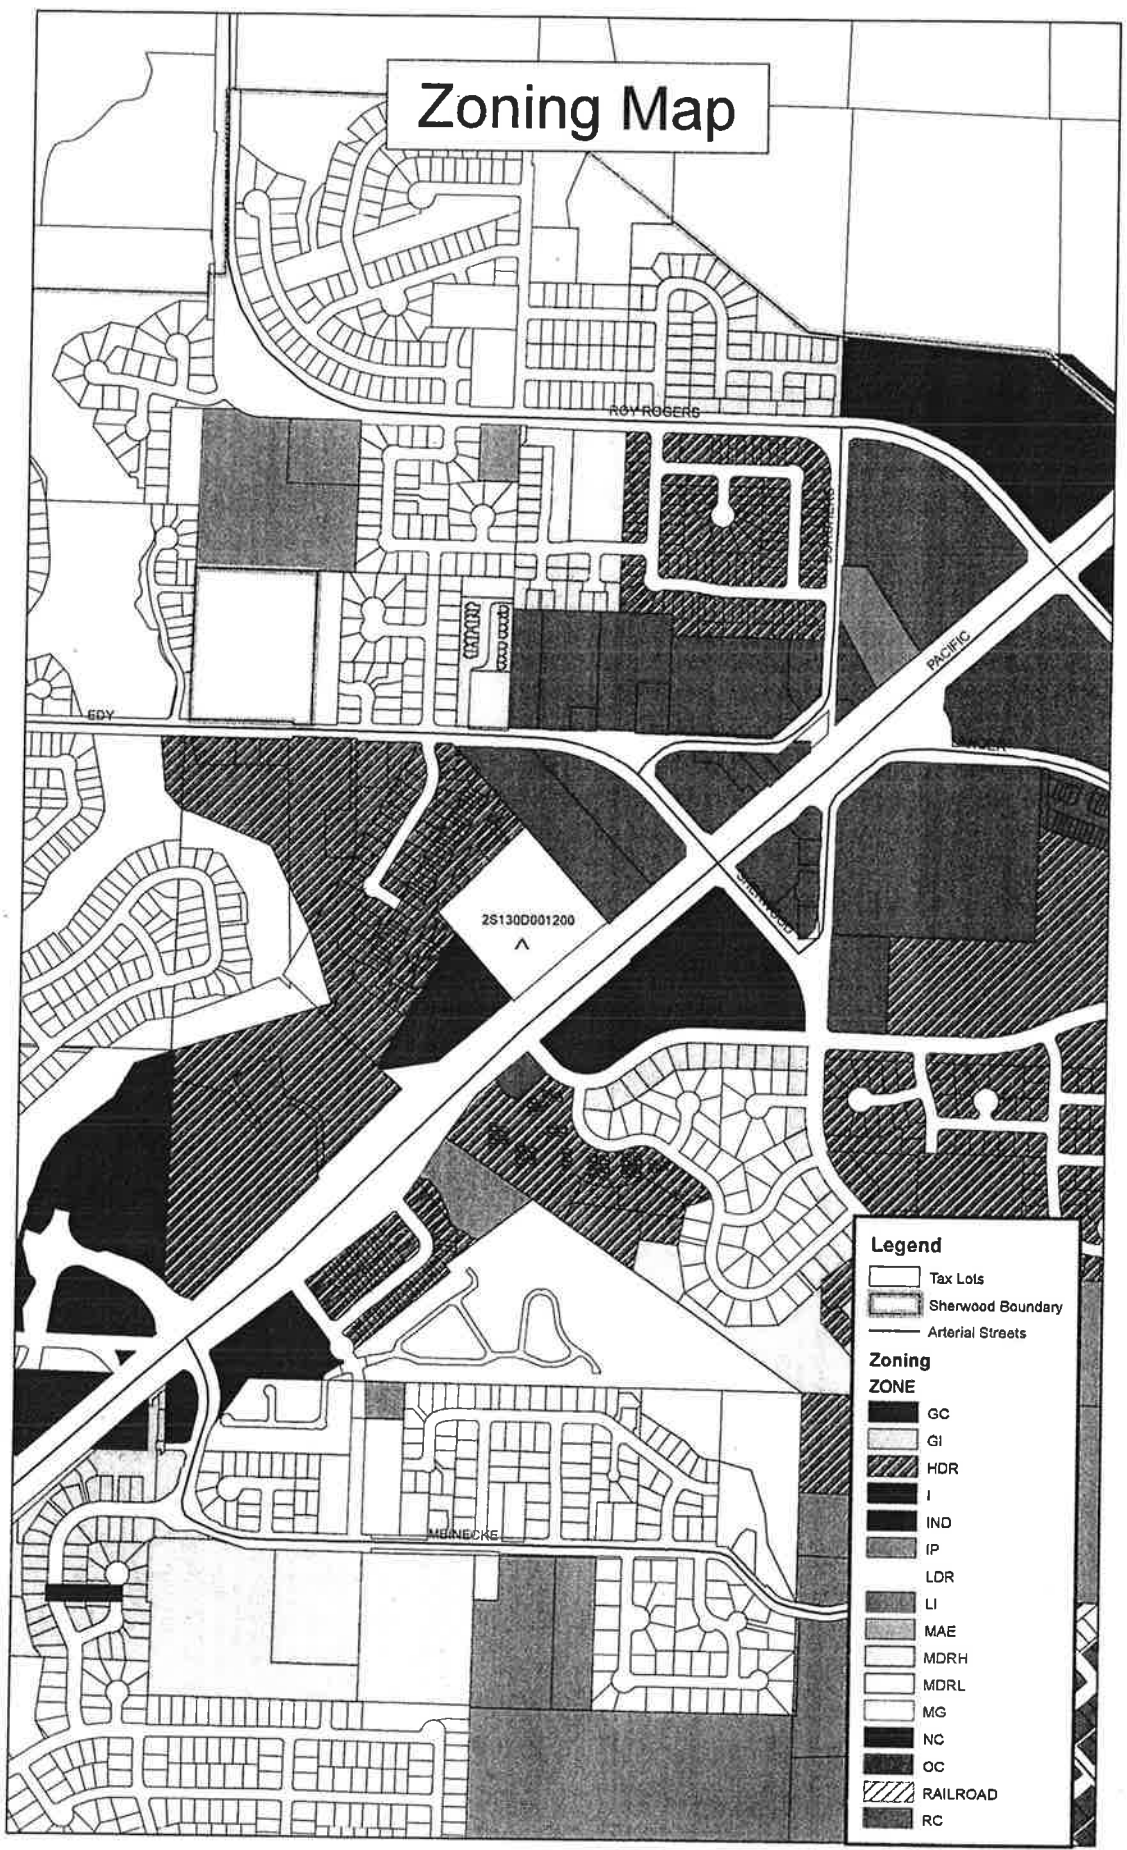 Zoning Map
ROY ROGERS
PACIFIC
EDY
2S130D001200
SHERWOOD
MEINECKE
Legend
Tax Lots
Sherwood Boundary
Arterial Streets
Zoning
ZONE
GC
GI
HDR
I
IND
IP
LDR
LI
MAE
MDRH
MDRL
MG
NC
OC
RAILROAD
RC